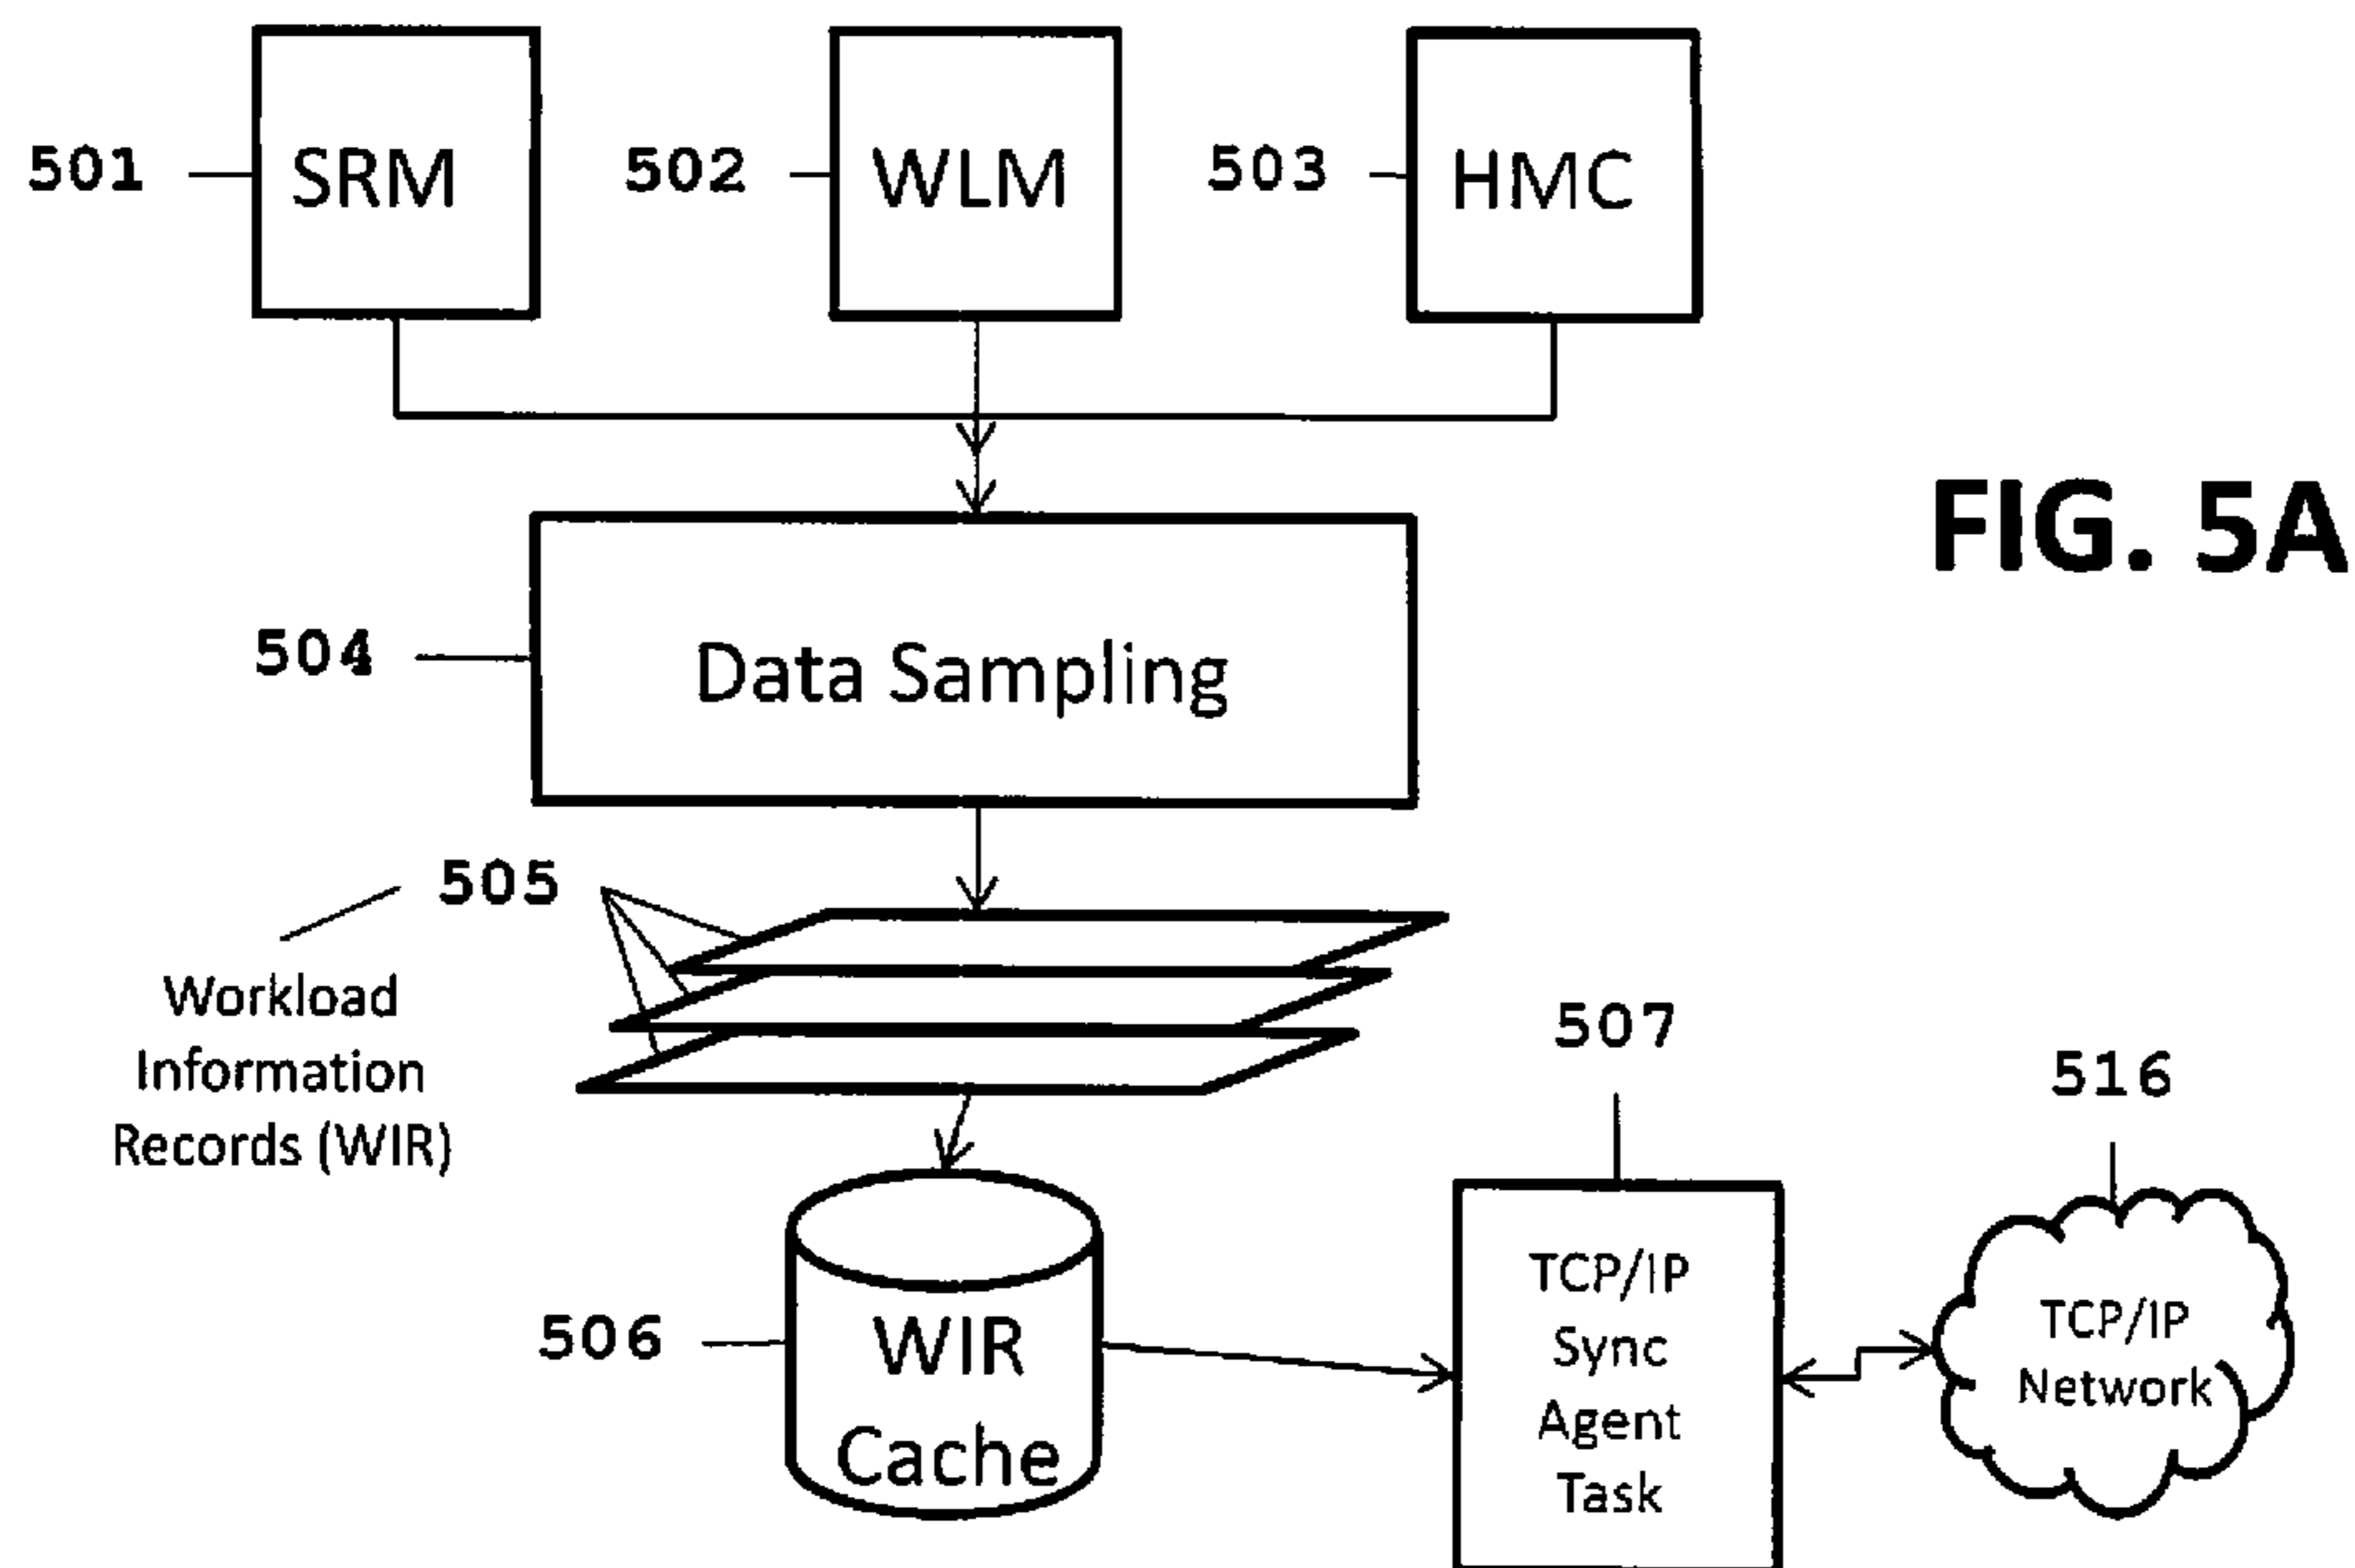 501
SRM
502
WLM
503
HMC
FIG. 5A
504
Data Sampling
505
Workload
Information
Records (WIR)
507
516
506
WIR
Cache
TCP/IP
Sync
Agent
Task
TCP/IP
Network